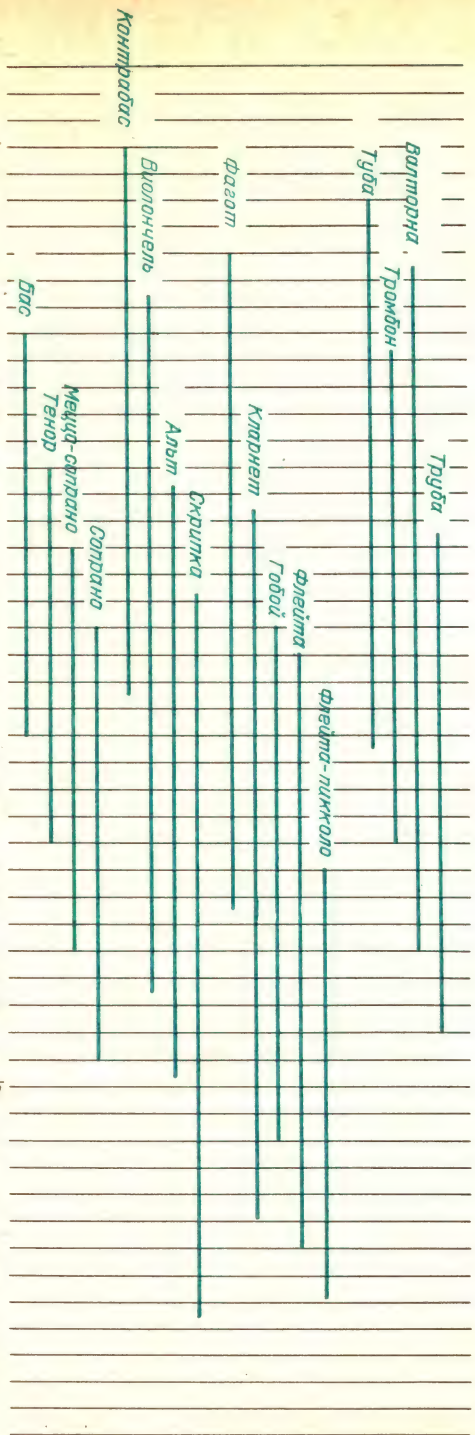 Валторна
Туба
Тромбон
Труба
Фагот
Кларнет
Гобой
Флейта
Флейта-пикколо
Контрабас
Виолончель
Альт
Скрипка
Бас
Тенор
Меццо-сопрано
Сопрано